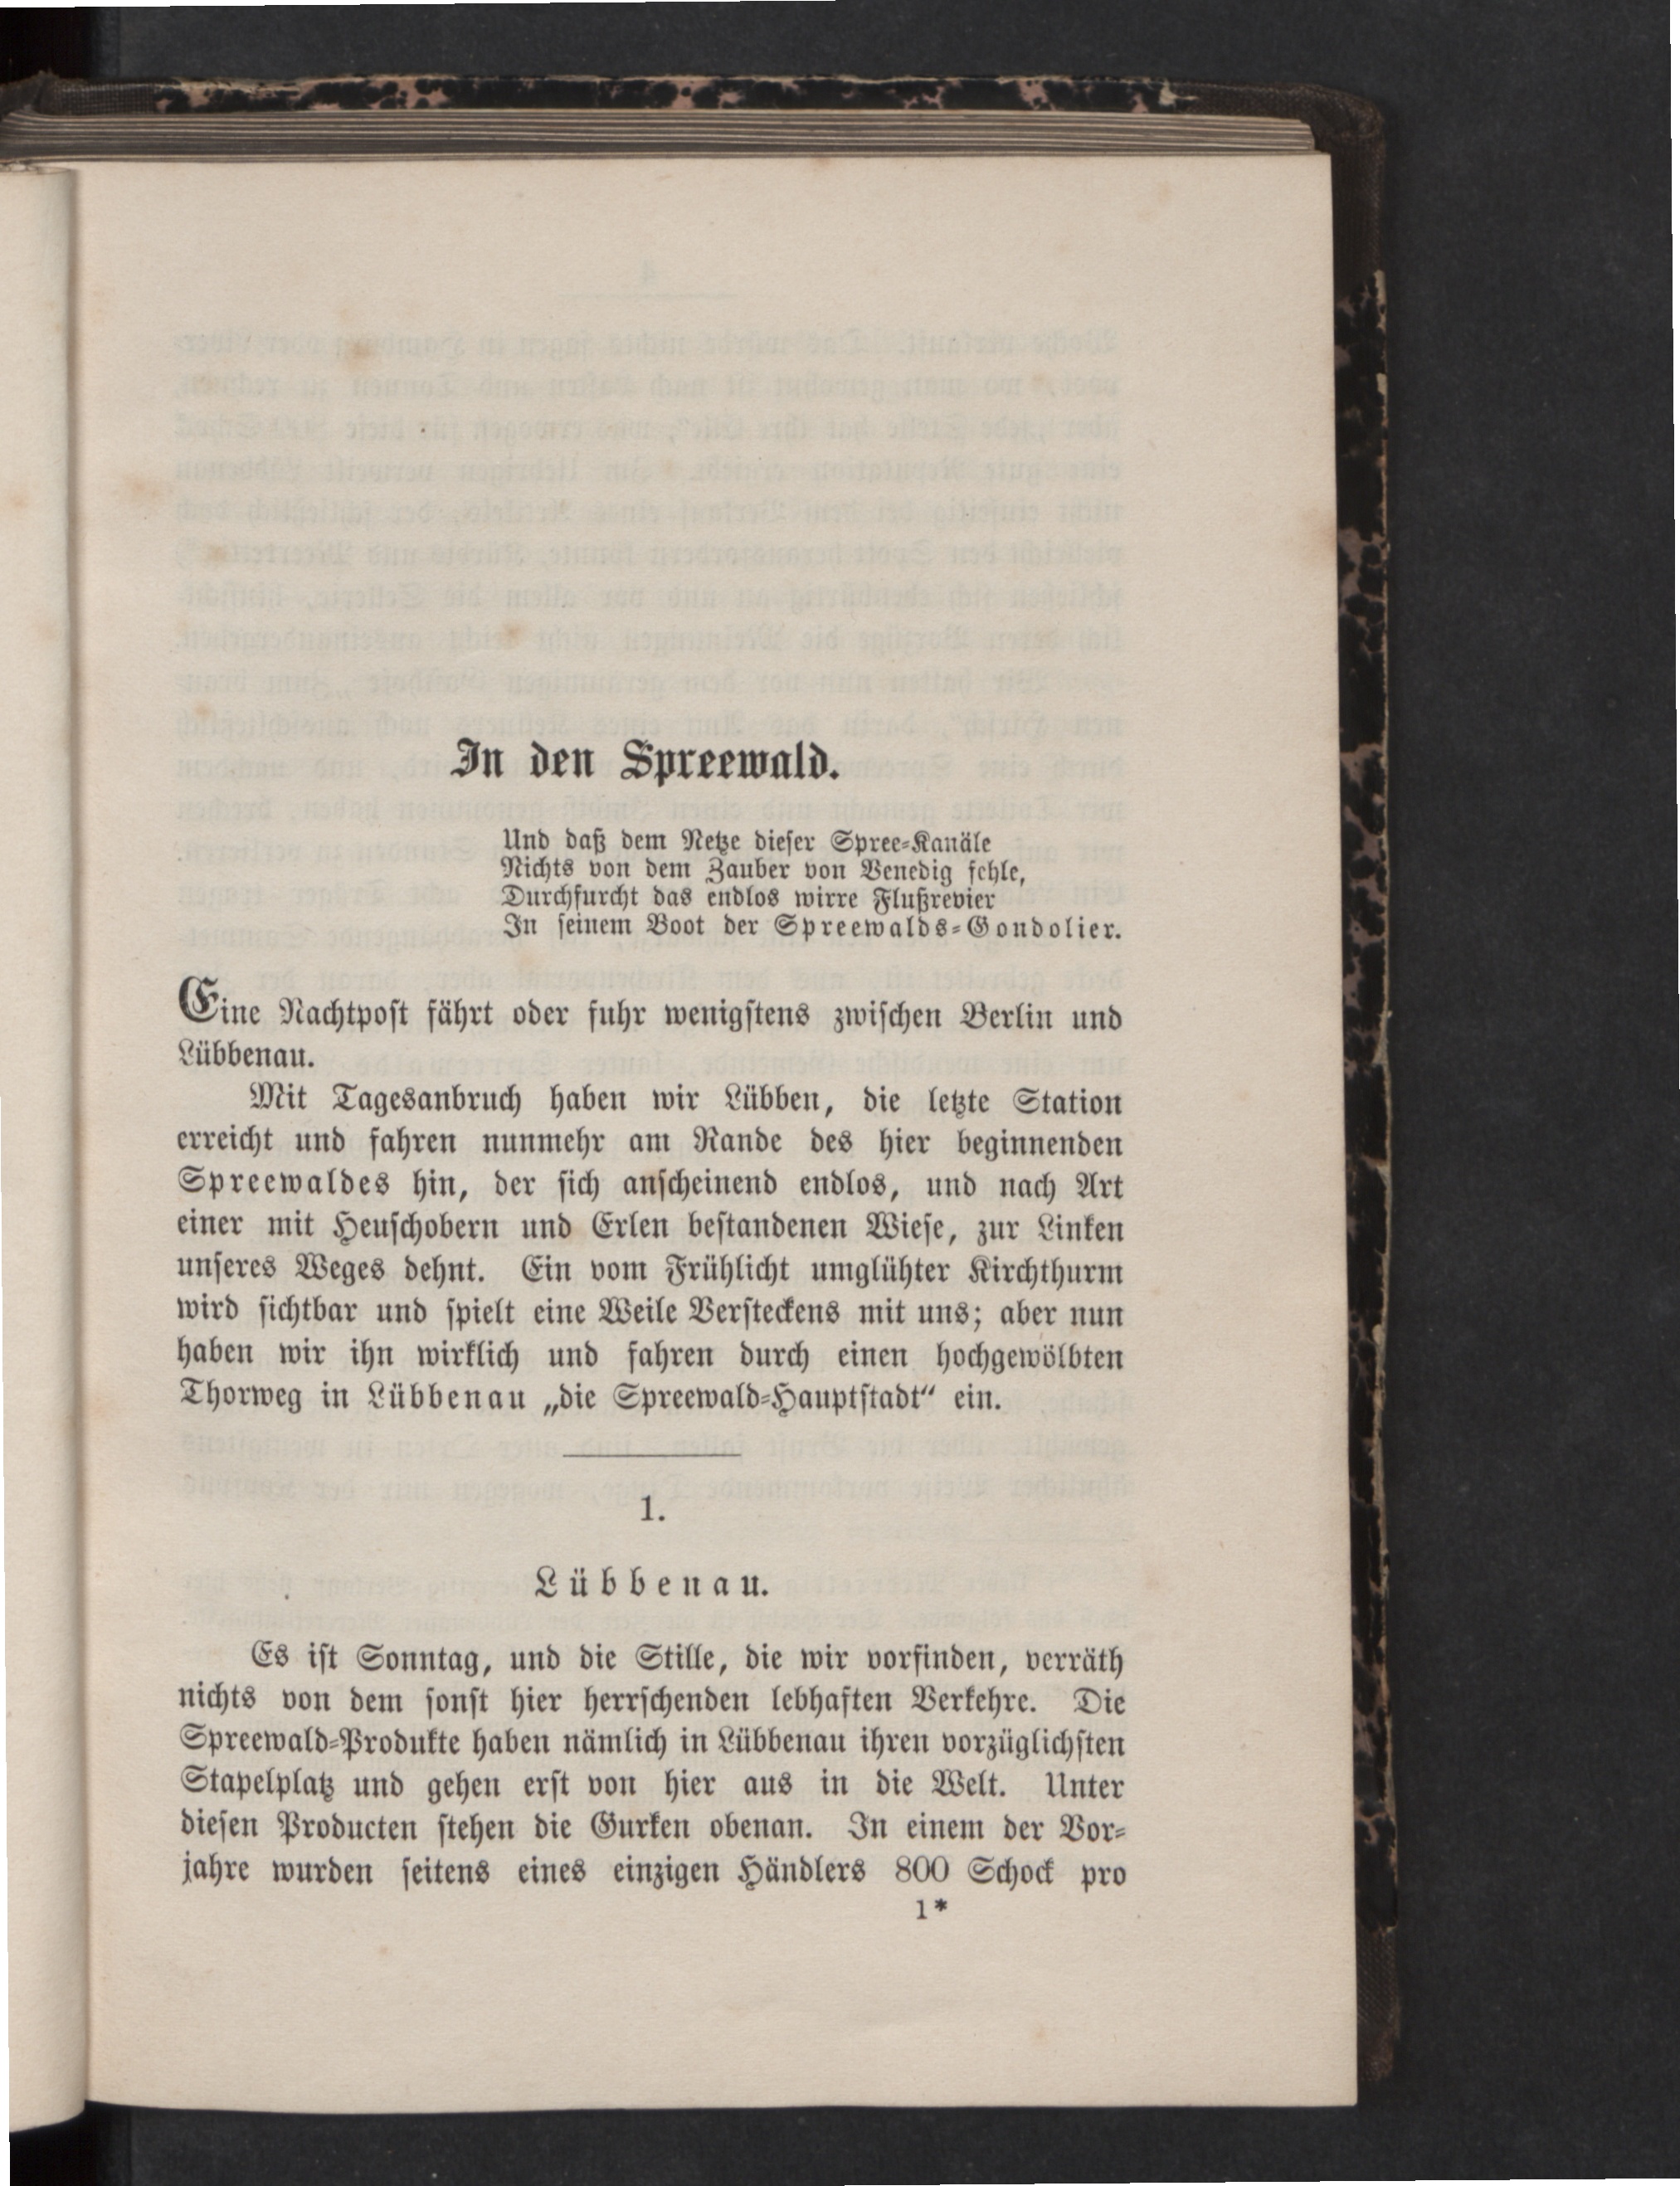 In den Spreewald.
Und daß dem Netze dieser Spree-Kanäle
Nichts von dem Zauber von Venedig fehle,
Durchfurcht das endlos wirre Flußrevier
In seinem Boot der Spreewalds-Gondolier.
Eine Nachtpost fährt oder fuhr wenigstens zwischen Berlin und
Lübbenau.
Mit Tagesanbruch haben wir Lübben, die letzte Station
erreicht und fahren nunmehr am Rande des hier beginnenden
Spreewaldes hin, der sich anscheinend endlos, und nach Art
einer mit Heuschobern und Erlen bestandenen Wiese, zur Linken
unseres Weges dehnt. Ein vom Frühlicht umglühter Kirchthurm
wird sichtbar und spielt eine Weile Versteckens mit uns; aber nun
haben wir ihn wirklich und fahren durch einen hochgewölbten
Thorweg in Lübbenau „die Spreewald-Hauptstadt“ ein.
1.
Lübbenau.
Es ist Sonntag, und die Stille, die wir vorfinden, verräth
nichts von dem sonst hier herrschenden lebhaften Verkehre. Die
Spreewald-Produkte haben nämlich in Lübbenau ihren vorzüglichsten
Stapelplatz und gehen erst von hier aus in die Welt. Unter
diesen Producten stehen die Gurken obenan. In einem der Vor-
jahre wurden seitens eines einzigen Händlers 800 Schock pro
1*